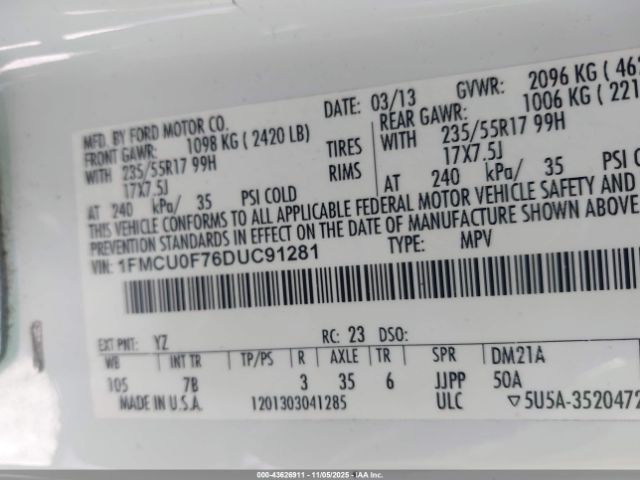 MFD. BY FORD MOTOR CO.
DATE: 03/13 GVWR: 2096 KG ( 462
FRONT GAWR: 1098 KG ( 2420 LB) REAR GAWR: 1006 KG ( 221
WITH 235/55R17 99H TIRES WITH 235/55R17 99H
17X7.5J RIMS 17X7.5J
AT 240 kPa/ 35 PSI COLD AT 240 kPa/ 35 PSI CO
THIS VEHICLE CONFORMS TO ALL APPLICABLE FEDERAL MOTOR VEHICLE SAFETY AND
PREVENTION STANDARDS IN EFFECT ON THE DATE OF MANUFACTURE SHOWN ABOVE
VIN: 1FMCU0F76DUC91281 TYPE: MPV
EXT PNT: YZ RC: 23 DSO:
WB INT TR TP/PS R AXLE TR SPR DM21A
105 7B 3 35 6 JJPP 50A
MADE IN U.S.A. 1201303041285 ULC ▽5U5A-3520472
000-43626911 - 11/05/2025 - IAAI.COM